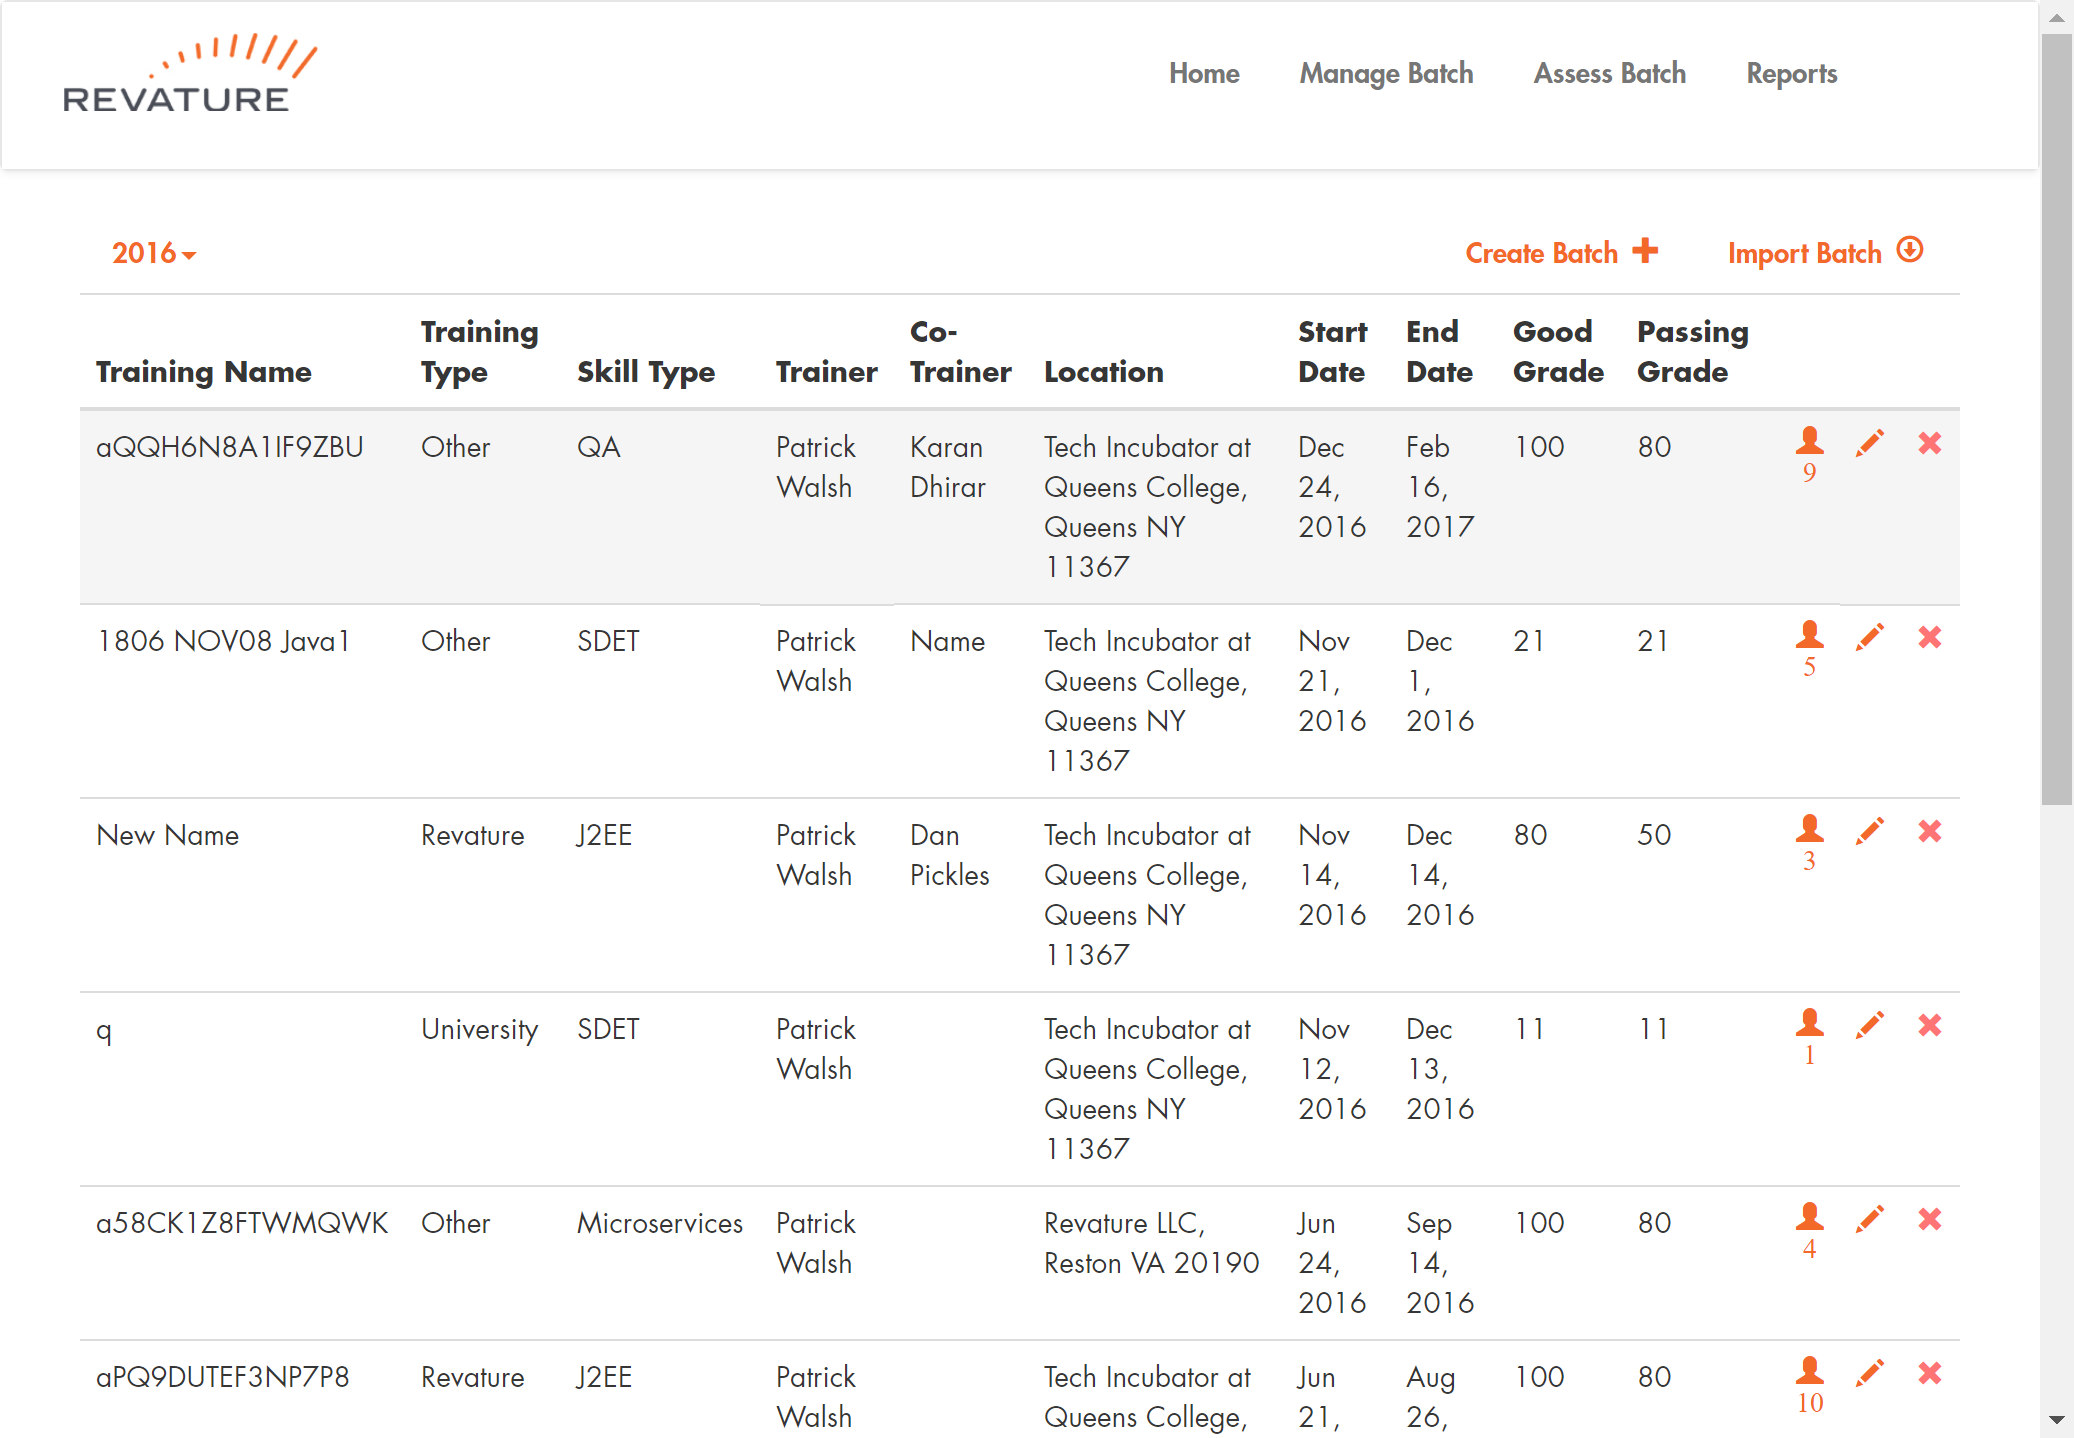 REVATURE
Home Manage Batch Assess Batch Reports
2016 Create Batch Import Batch
Training Name Training Type Skill Type Trainer Co-Trainer Location Start Date End Date Good Grade Passing Grade
aQQH6N8A1IF9ZBU Other QA Patrick Walsh Karan Dhirar Tech Incubator at Queens College, Queens NY 11367 Dec 24, 2016 Feb 16, 2017 100 80 9
1806 NOV08 Java1 Other SDET Patrick Walsh Name Tech Incubator at Queens College, Queens NY 11367 Nov 21, 2016 Dec 1, 2016 21 21 5
New Name Revature J2EE Patrick Walsh Dan Pickles Tech Incubator at Queens College, Queens NY 11367 Nov 14, 2016 Dec 14, 2016 80 50 3
q University SDET Patrick Walsh Tech Incubator at Queens College, Queens NY 11367 Nov 12, 2016 Dec 13, 2016 11 11 1
a58CK1Z8FTWMQWK Other Microservices Patrick Walsh Revature LLC, Reston VA 20190 Jun 24, 2016 Sep 14, 2016 100 80 4
aPQ9DUTEF3NP7P8 Revature J2EE Patrick Walsh Tech Incubator at Queens College, Jun 21, Aug 26, 100 80 10